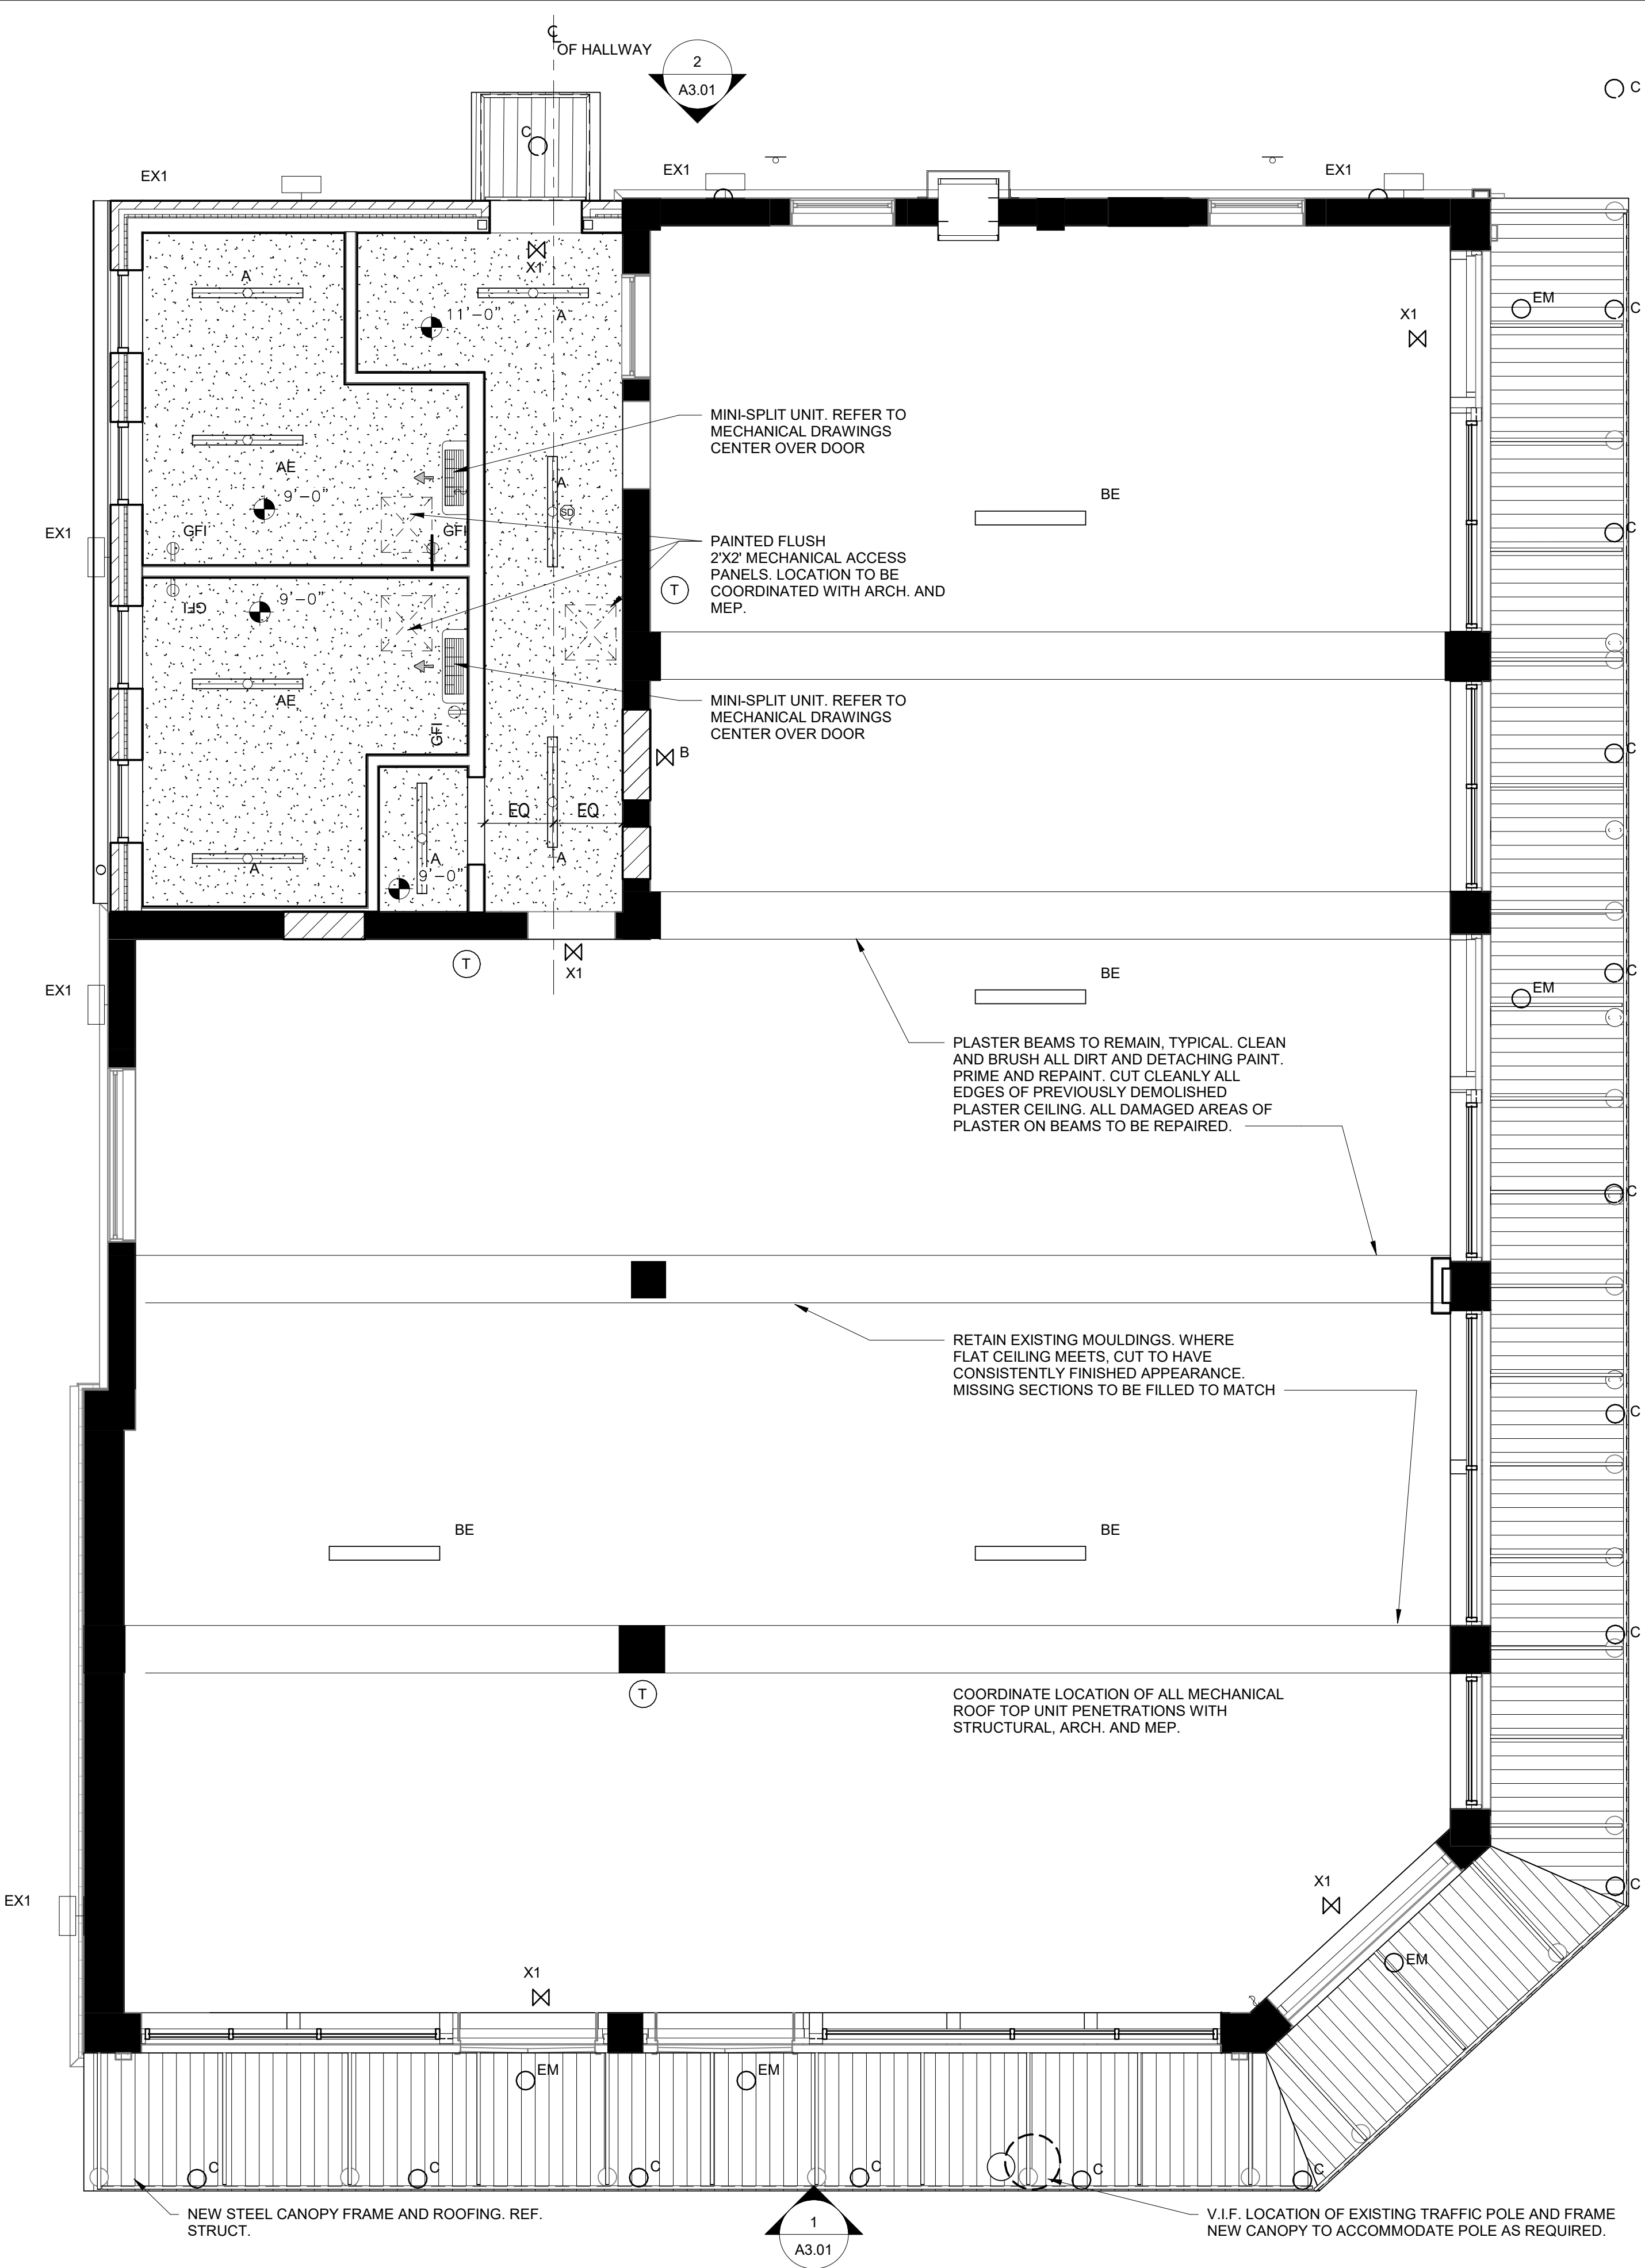 ℄
OF HALLWAY
2
A3.01
C
C
EX1
EX1
EX1
X1
A
A
11'-0"
EM
C
X1
MINI-SPLIT UNIT. REFER TO
MECHANICAL DRAWINGS
CENTER OVER DOOR
AE
A
BE
9'-0"
SD
GFI
GFI
EX1
C
PAINTED FLUSH
2'X2' MECHANICAL ACCESS
PANELS. LOCATION TO BE
COORDINATED WITH ARCH. AND
MEP.
T
GFI
9'-0"
AE
MINI-SPLIT UNIT. REFER TO
MECHANICAL DRAWINGS
CENTER OVER DOOR
GFI
B
C
EQ
EQ
A
A
A
9'-0"
T
X1
BE
C
EX1
EM
PLASTER BEAMS TO REMAIN, TYPICAL. CLEAN
AND BRUSH ALL DIRT AND DETACHING PAINT.
PRIME AND REPAINT. CUT CLEANLY ALL
EDGES OF PREVIOUSLY DEMOLISHED
PLASTER CEILING. ALL DAMAGED AREAS OF
PLASTER ON BEAMS TO BE REPAIRED.
C
RETAIN EXISTING MOULDINGS. WHERE
FLAT CEILING MEETS, CUT TO HAVE
CONSISTENTLY FINISHED APPEARANCE.
MISSING SECTIONS TO BE FILLED TO MATCH
C
BE
BE
C
T
COORDINATE LOCATION OF ALL MECHANICAL
ROOF TOP UNIT PENETRATIONS WITH
STRUCTURAL, ARCH. AND MEP.
X1
C
EX1
EM
X1
EM
EM
C
C
C
C
C
C
NEW STEEL CANOPY FRAME AND ROOFING. REF.
STRUCT.
1
A3.01
V.I.F. LOCATION OF EXISTING TRAFFIC POLE AND FRAME
NEW CANOPY TO ACCOMMODATE POLE AS REQUIRED.